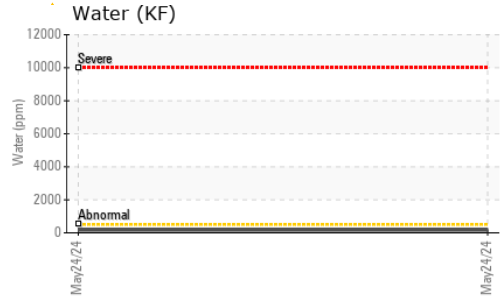 Water (KF)
12000
Severe
10000
8000
Water (ppm)
6000
4000
2000
Abnormal
0
May24/24
May24/24